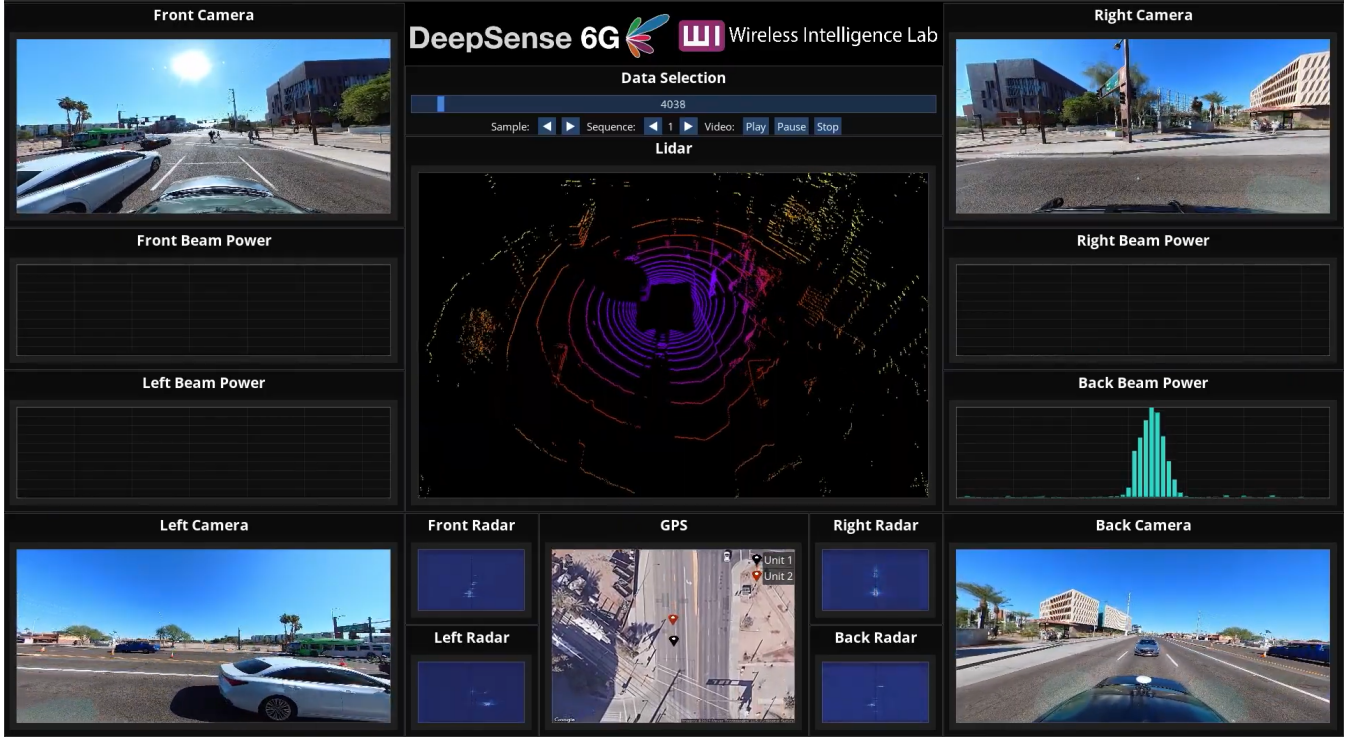 Front Camera
DeepSense 6G
WI Wireless Intelligence Lab
Right Camera
Data Selection
4038
Sample: Sequence: 1 Video: Play Pause Stop
Lidar
Front Beam Power
Right Beam Power
Left Beam Power
Back Beam Power
Left Camera
Front Radar
GPS
Right Radar
Back Camera
Unit 1
Unit 2
Left Radar
Back Radar
Google